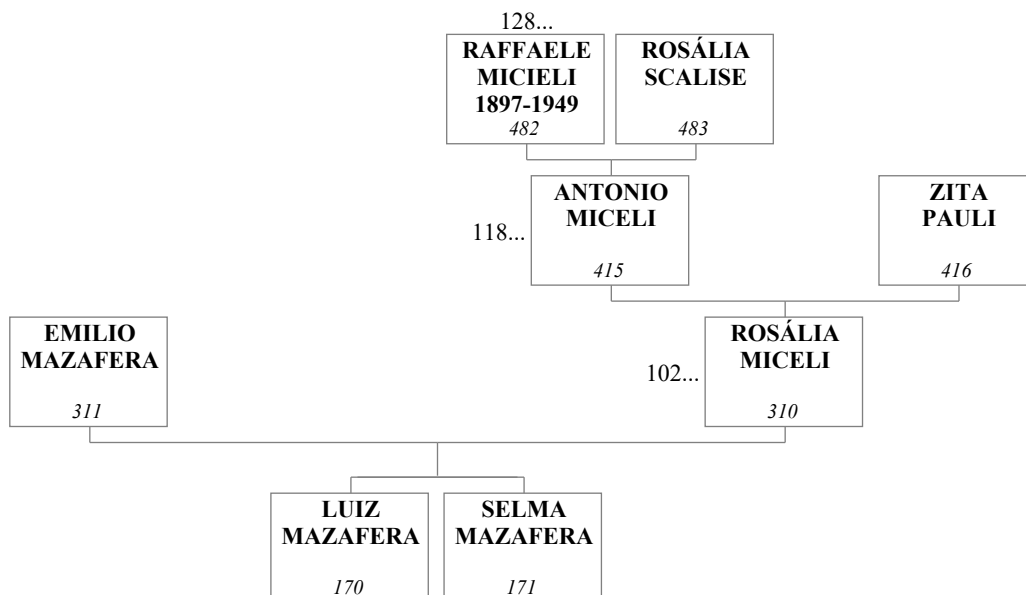 128...
RAFFAELE
MICIELI
1897-1949
482
ROSÁLIA
SCALISE
483
118...
ANTONIO
MICELI
415
ZITA
PAULI
416
EMILIO
MAZAFERA
311
102...
ROSÁLIA
MICELI
310
LUIZ
MAZAFERA
170
SELMA
MAZAFERA
171